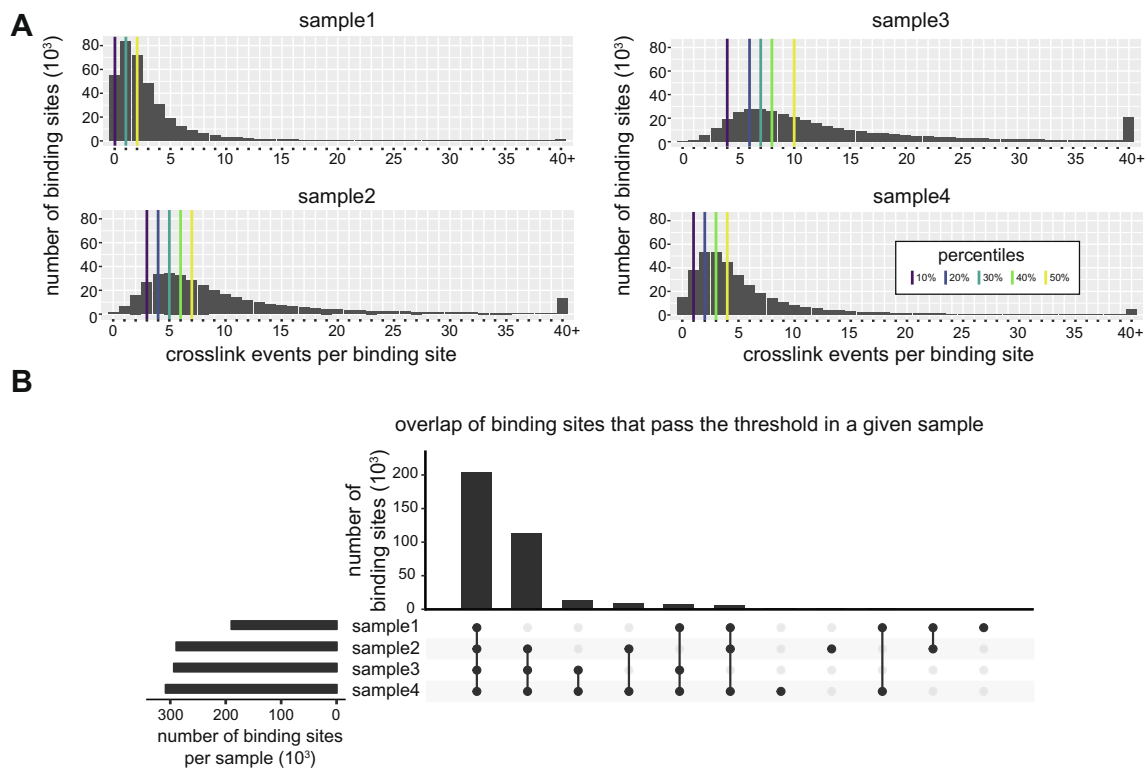 A
sample1
number of binding sites (10³)
80
60
40
20
0
0 5 10 15 20 25 30 35 40+
sample2
80
60
40
20
0
0 5 10 15 20 25 30 35 40+
crosslink events per binding site
sample3
number of binding sites (10³)
80
60
40
20
0
0 5 10 15 20 25 30 35 40+
sample4
80
60
40
20
0
percentiles
10% 20% 30% 40% 50%
0 5 10 15 20 25 30 35 40+
crosslink events per binding site
B
overlap of binding sites that pass the threshold in a given sample
number of
binding sites (10³)
200
150
100
50
0
sample1
sample2
sample3
sample4
300 200 100 0
number of binding sites
per sample (10³)